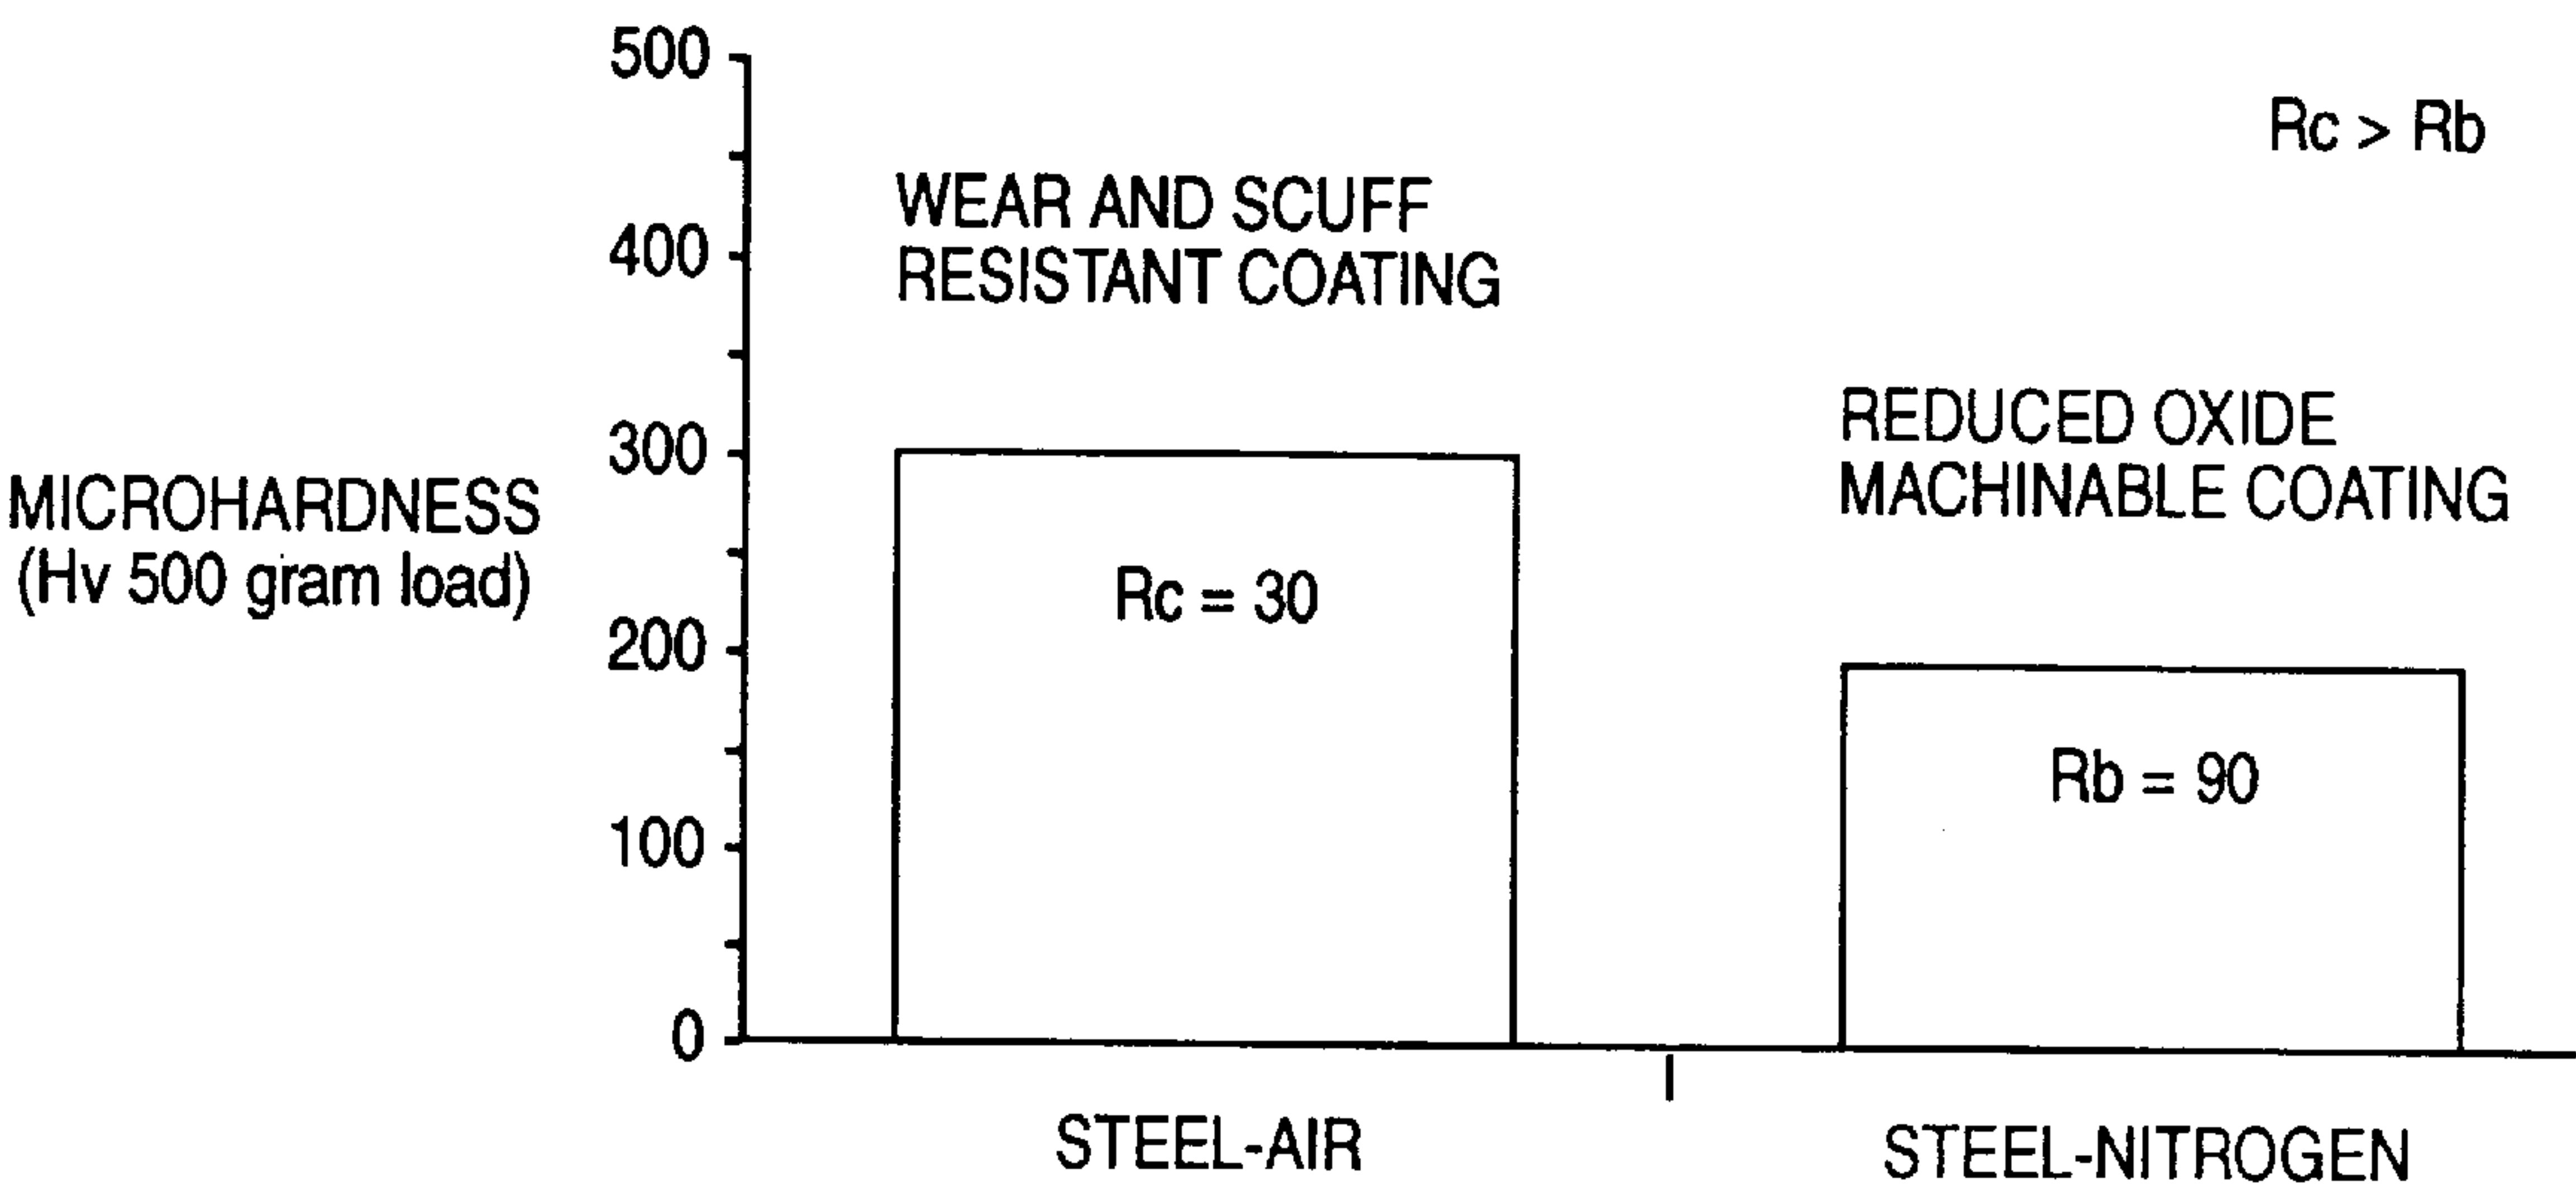 500
400
300
200
100
0
MICROHARDNESS
(Hv 500 gram load)
WEAR AND SCUFF
RESISTANT COATING
Rc = 30
Rc > Rb
REDUCED OXIDE
MACHINABLE COATING
Rb = 90
STEEL-AIR
STEEL-NITROGEN